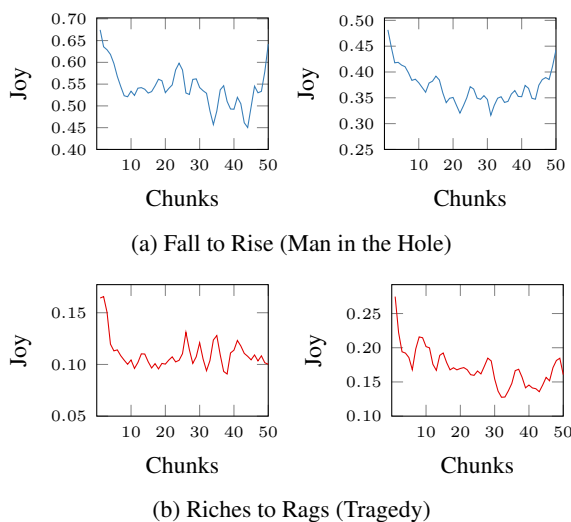 0.70
0.65
0.60
0.55
0.50
0.45
0.40
Joy
10 20 30 40 50
Chunks
0.50
0.45
0.40
0.35
0.30
0.25
Joy
10 20 30 40 50
Chunks
(a) Fall to Rise (Man in the Hole)
0.15
0.10
0.05
Joy
10 20 30 40 50
Chunks
0.25
0.20
0.15
0.10
Joy
10 20 30 40 50
Chunks
(b) Riches to Rags (Tragedy)